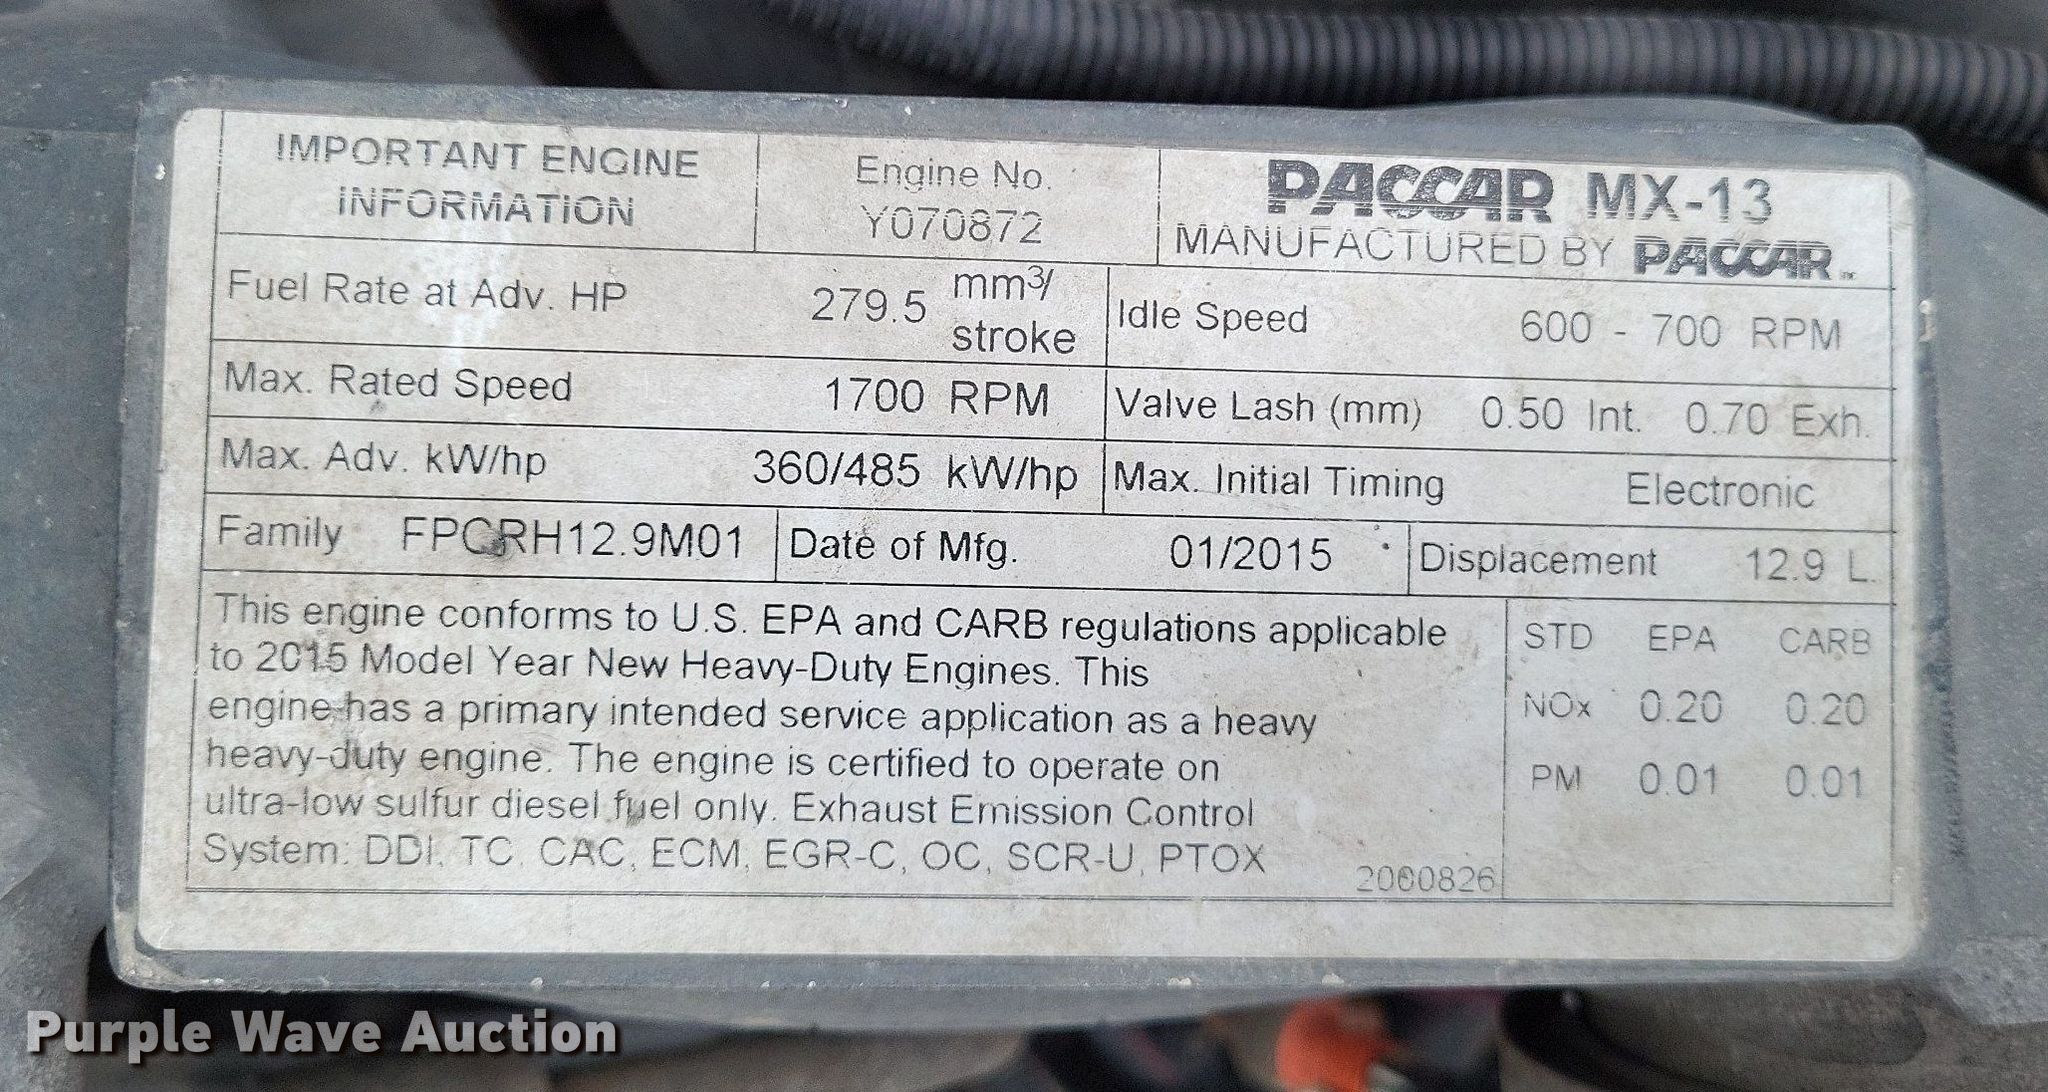 IMPORTANT ENGINE
INFORMATION
Engine No.
Y070872
PACCAR MX-13
MANUFACTURED BY PACCAR ™
Fuel Rate at Adv. HP 279.5 mm³/
stroke
Idle Speed 600 - 700 RPM
Max. Rated Speed 1700 RPM
Valve Lash (mm) 0.50 Int. 0.70 Exh.
Max. Adv. kW/hp 360/485 kW/hp
Max. Initial Timing Electronic
Family FPCRH12.9M01
Date of Mfg. 01/2015
Displacement 12.9 L.
This engine conforms to U.S. EPA and CARB regulations applicable
to 2015 Model Year New Heavy-Duty Engines. This
engine has a primary intended service application as a heavy
heavy-duty engine. The engine is certified to operate on
ultra-low sulfur diesel fuel only. Exhaust Emission Control
System: DDI, TC, CAC, ECM, EGR-C, OC, SCR-U, PTOX
2000826
STD EPA CARB
NOx 0.20 0.20
PM 0.01 0.01
Purple Wave Auction